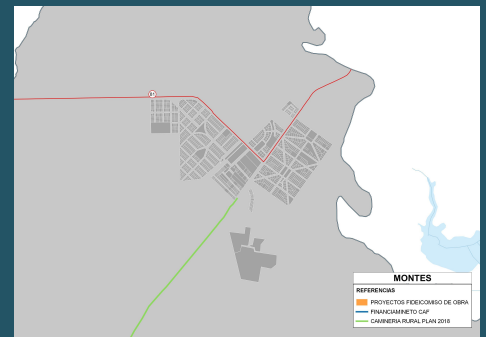 81
MONTES
REFERENCIAS
PROYECTOS FIDEICOMISO DE OBRA
FINANCIAMINETO CAF
CAMINERIA RURAL PLAN 2018